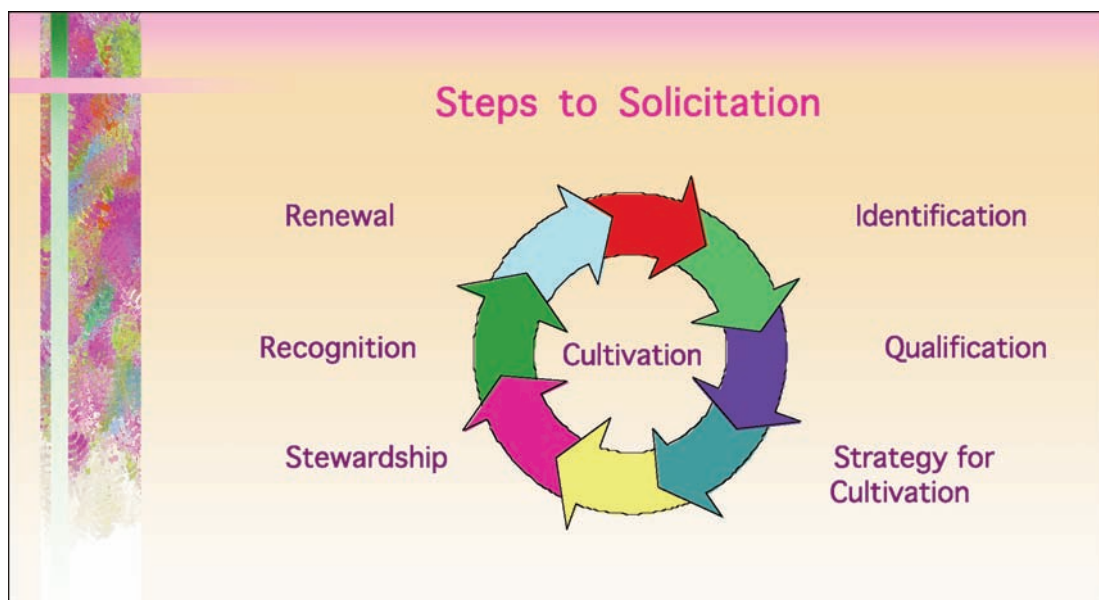 Steps to Solicitation
Renewal
Identification
Recognition
Cultivation
Qualification
Stewardship
Strategy for
Cultivation